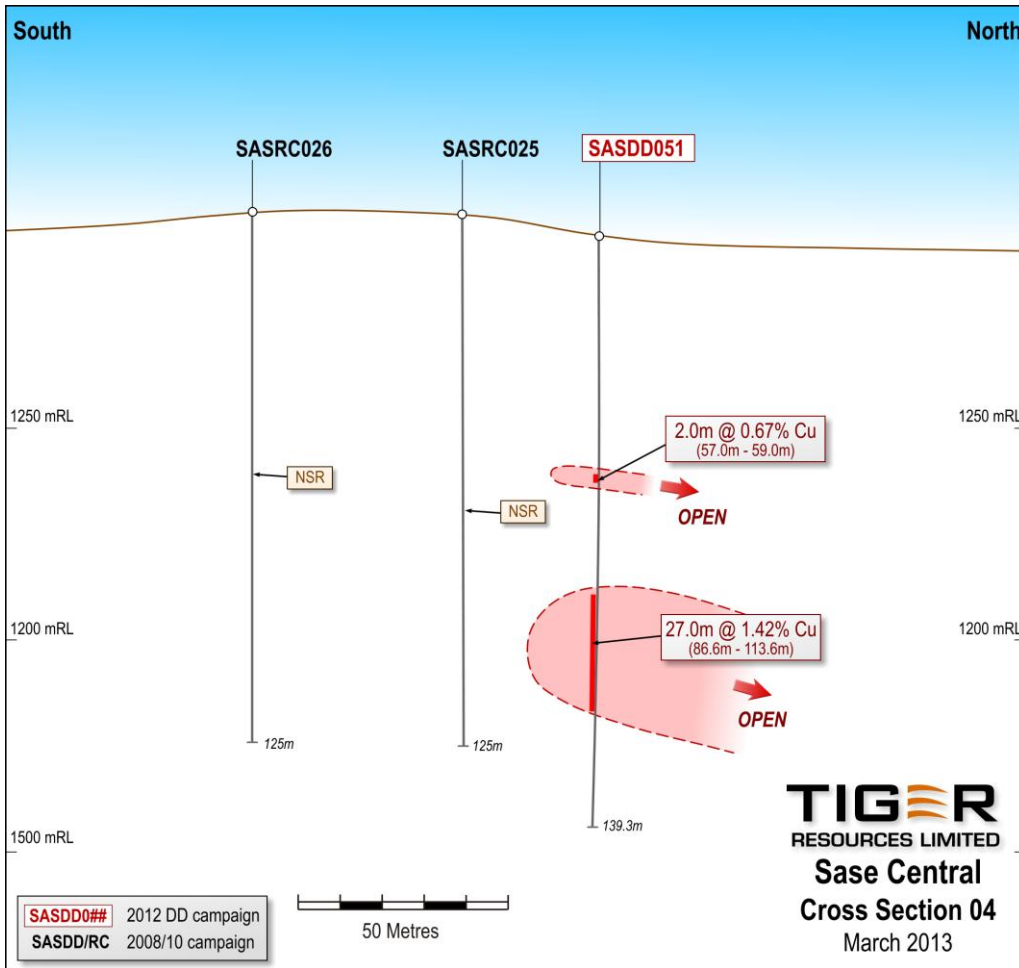 South
North
SASRC026
SASRC025
SASDD051
1250 mRL
1250 mRL
2.0m @ 0.67% Cu
(57.0m - 59.0m)
NSR
NSR
OPEN
1200 mRL
1200 mRL
27.0m @ 1.42% Cu
(86.6m - 113.6m)
OPEN
125m
125m
139.3m
1500 mRL
TIGER
RESOURCES LIMITED
Sase Central
Cross Section 04
March 2013
SASDD0## 2012 DD campaign
SASDD/RC 2008/10 campaign
50 Metres